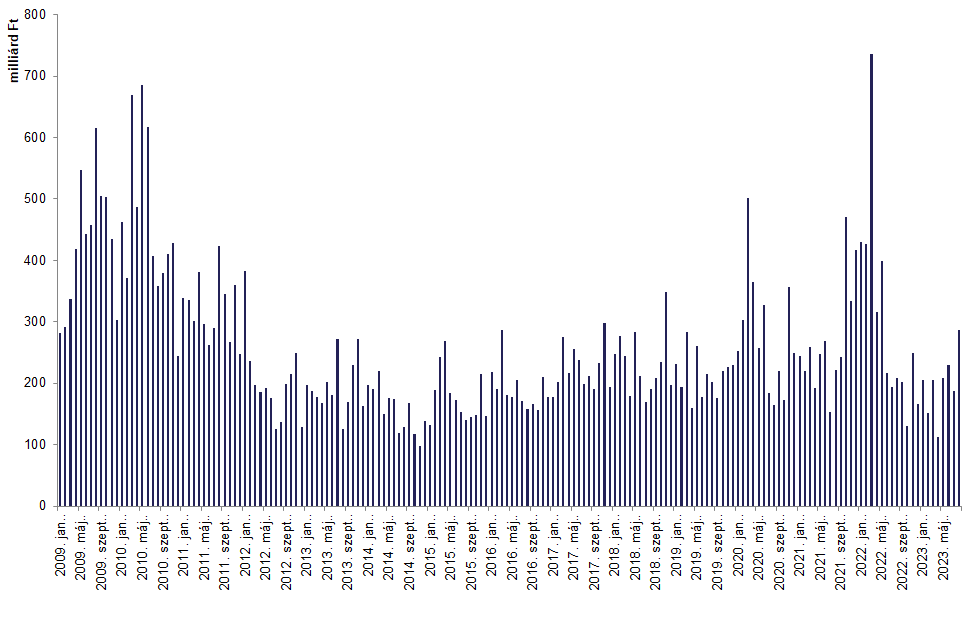 milliárd Ft
800
700
600
500
400
300
200
100
0
2009. jan..
2009. máj..
2009. szept..
2010. jan..
2010. máj..
2010. szept..
2011. jan..
2011. máj..
2011. szept..
2012. jan..
2012. máj..
2012. szept..
2013. jan..
2013. máj..
2013. szept..
2014. jan..
2014. máj..
2014. szept..
2015. jan..
2015. máj..
2015. szept..
2016. jan..
2016. máj..
2016. szept..
2017. jan..
2017. máj..
2017. szept..
2018. jan..
2018. máj..
2018. szept..
2019. jan..
2019. máj..
2019. szept..
2020. jan..
2020. máj..
2020. szept..
2021. jan..
2021. máj..
2021. szept..
2022. jan..
2022. máj..
2022. szept..
2023. jan..
2023. máj..